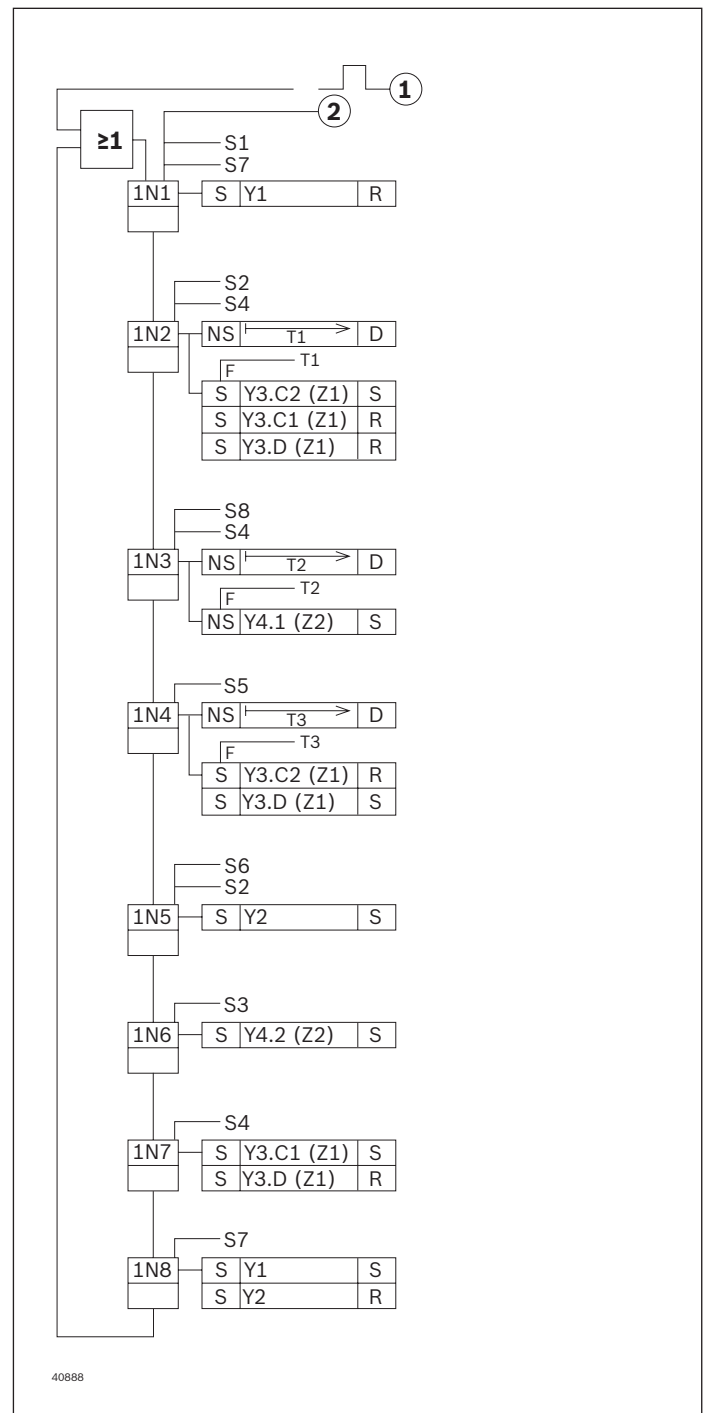 1
2
≥1
S1
S7
1N1 S Y1 R
S2
S4
1N2 NS T1 D
T1
F
S Y3.C2 (Z1) S
S Y3.C1 (Z1) R
S Y3.D (Z1) R
S8
S4
1N3 NS T2 D
T2
F
NS Y4.1 (Z2) S
S5
1N4 NS T3 D
T3
F
S Y3.C2 (Z1) R
S Y3.D (Z1) S
S6
S2
1N5 S Y2 S
S3
1N6 S Y4.2 (Z2) S
S4
1N7 S Y3.C1 (Z1) S
S Y3.D (Z1) R
S7
1N8 S Y1 S
S Y2 R
40888